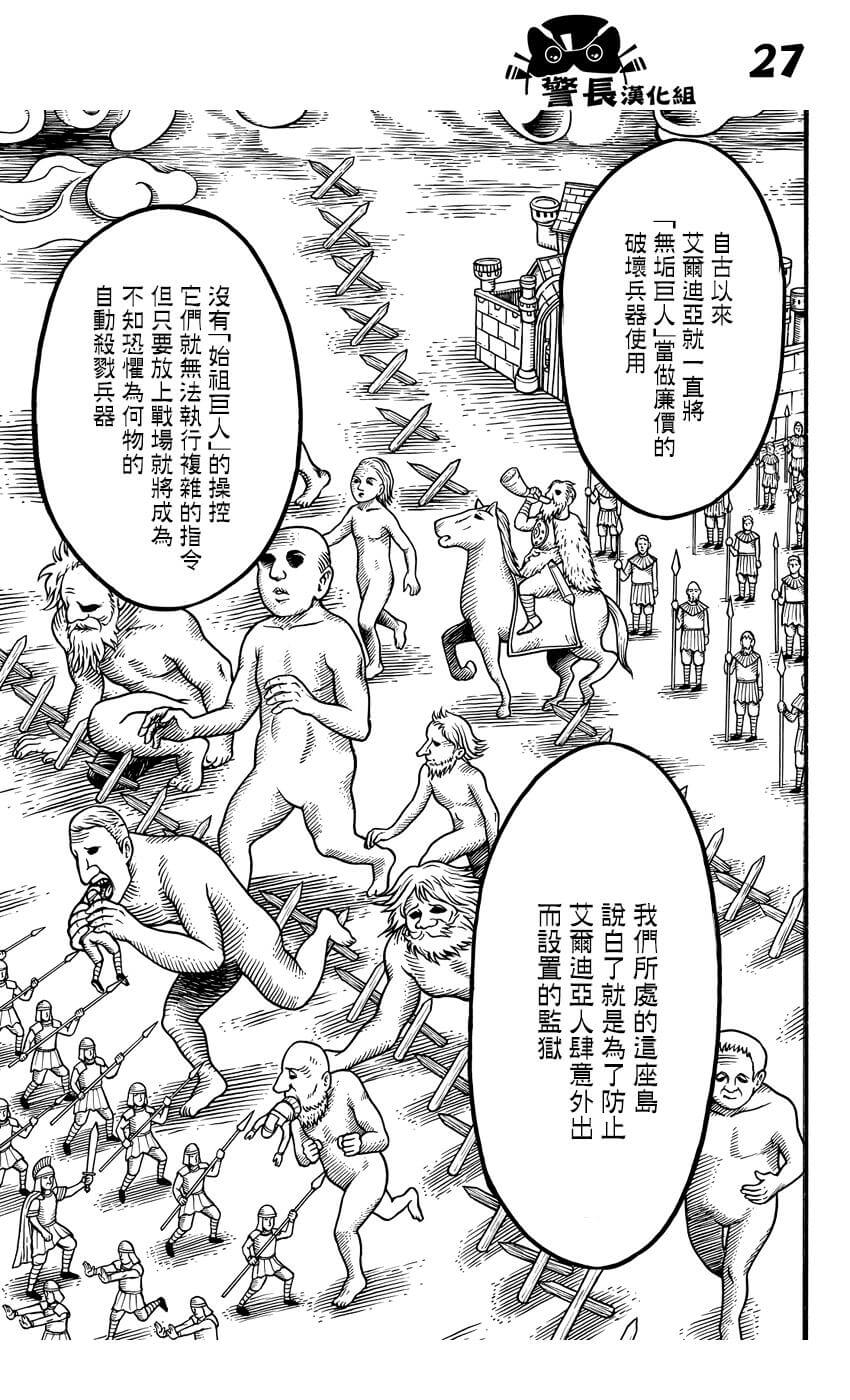 警長漢化組
27
自古以來
艾爾迪亞就一直將
「無垢巨人」當做廉價的
破壞兵器使用
沒有「始祖巨人」的操控
它們就無法執行複雜的指令
但只要放上戰場就將成為
不知恐懼為何物的
自動殺戮兵器
我們所處的這座島
說白了就是為了防止
艾爾迪亞人肆意外出
而設置的監獄